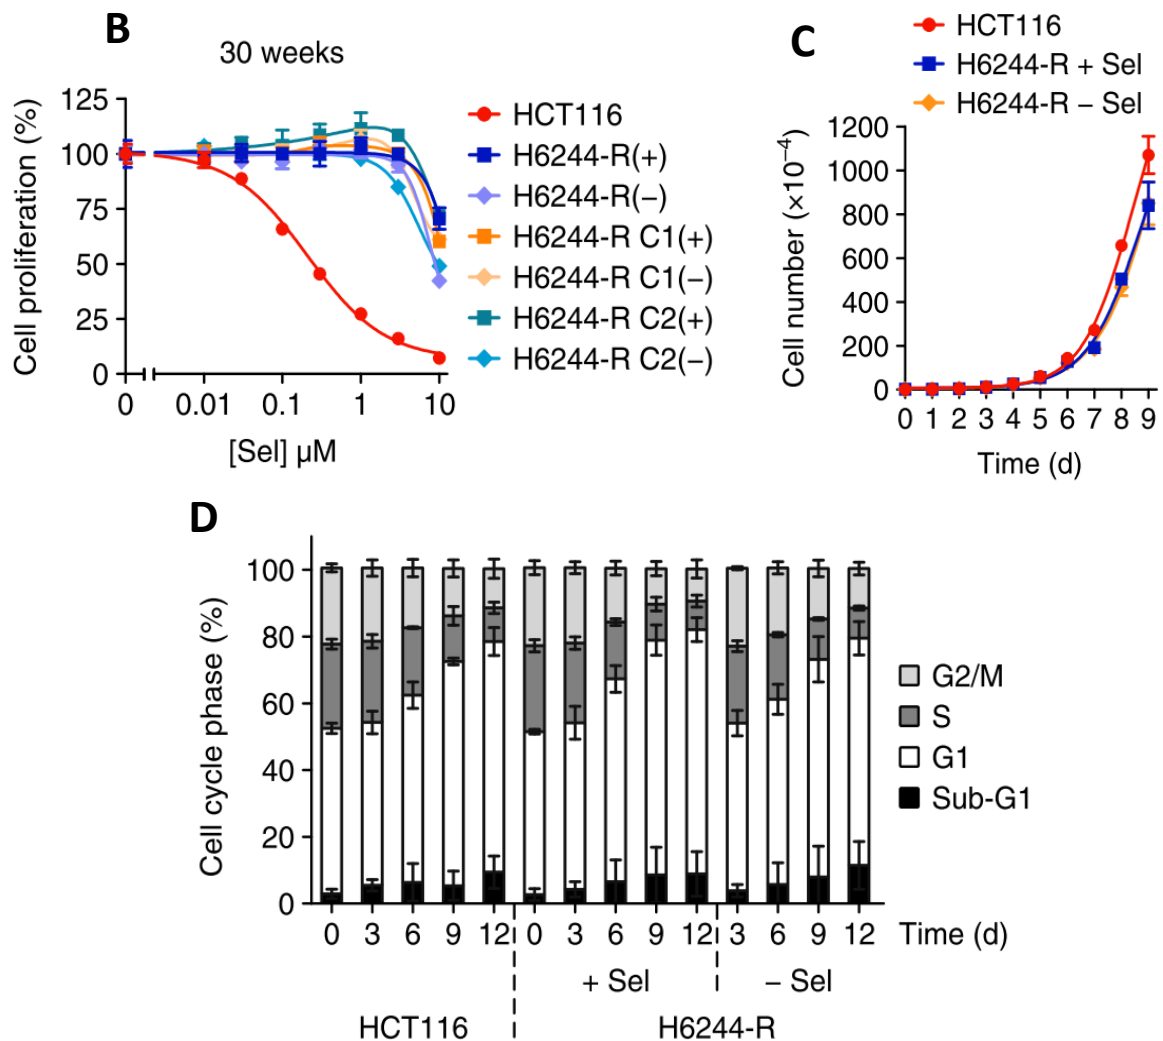 B
30 weeks
Cell proliferation (%)
125
100
75
50
25
0
0 0.01 0.1 1 10
[Sel] μM
HCT116
H6244-R(+)
H6244-R(−)
H6244-R C1(+)
H6244-R C1(−)
H6244-R C2(+)
H6244-R C2(−)
C
HCT116
H6244-R + Sel
H6244-R − Sel
Cell number (×10⁻⁴)
1200
1000
800
600
400
200
0
0 1 2 3 4 5 6 7 8 9
Time (d)
D
Cell cycle phase (%)
100
80
60
40
20
0
G2/M
S
G1
Sub-G1
0 3 6 9 12 0 3 6 9 12 3 6 9 12 Time (d)
+ Sel − Sel
HCT116 H6244-R